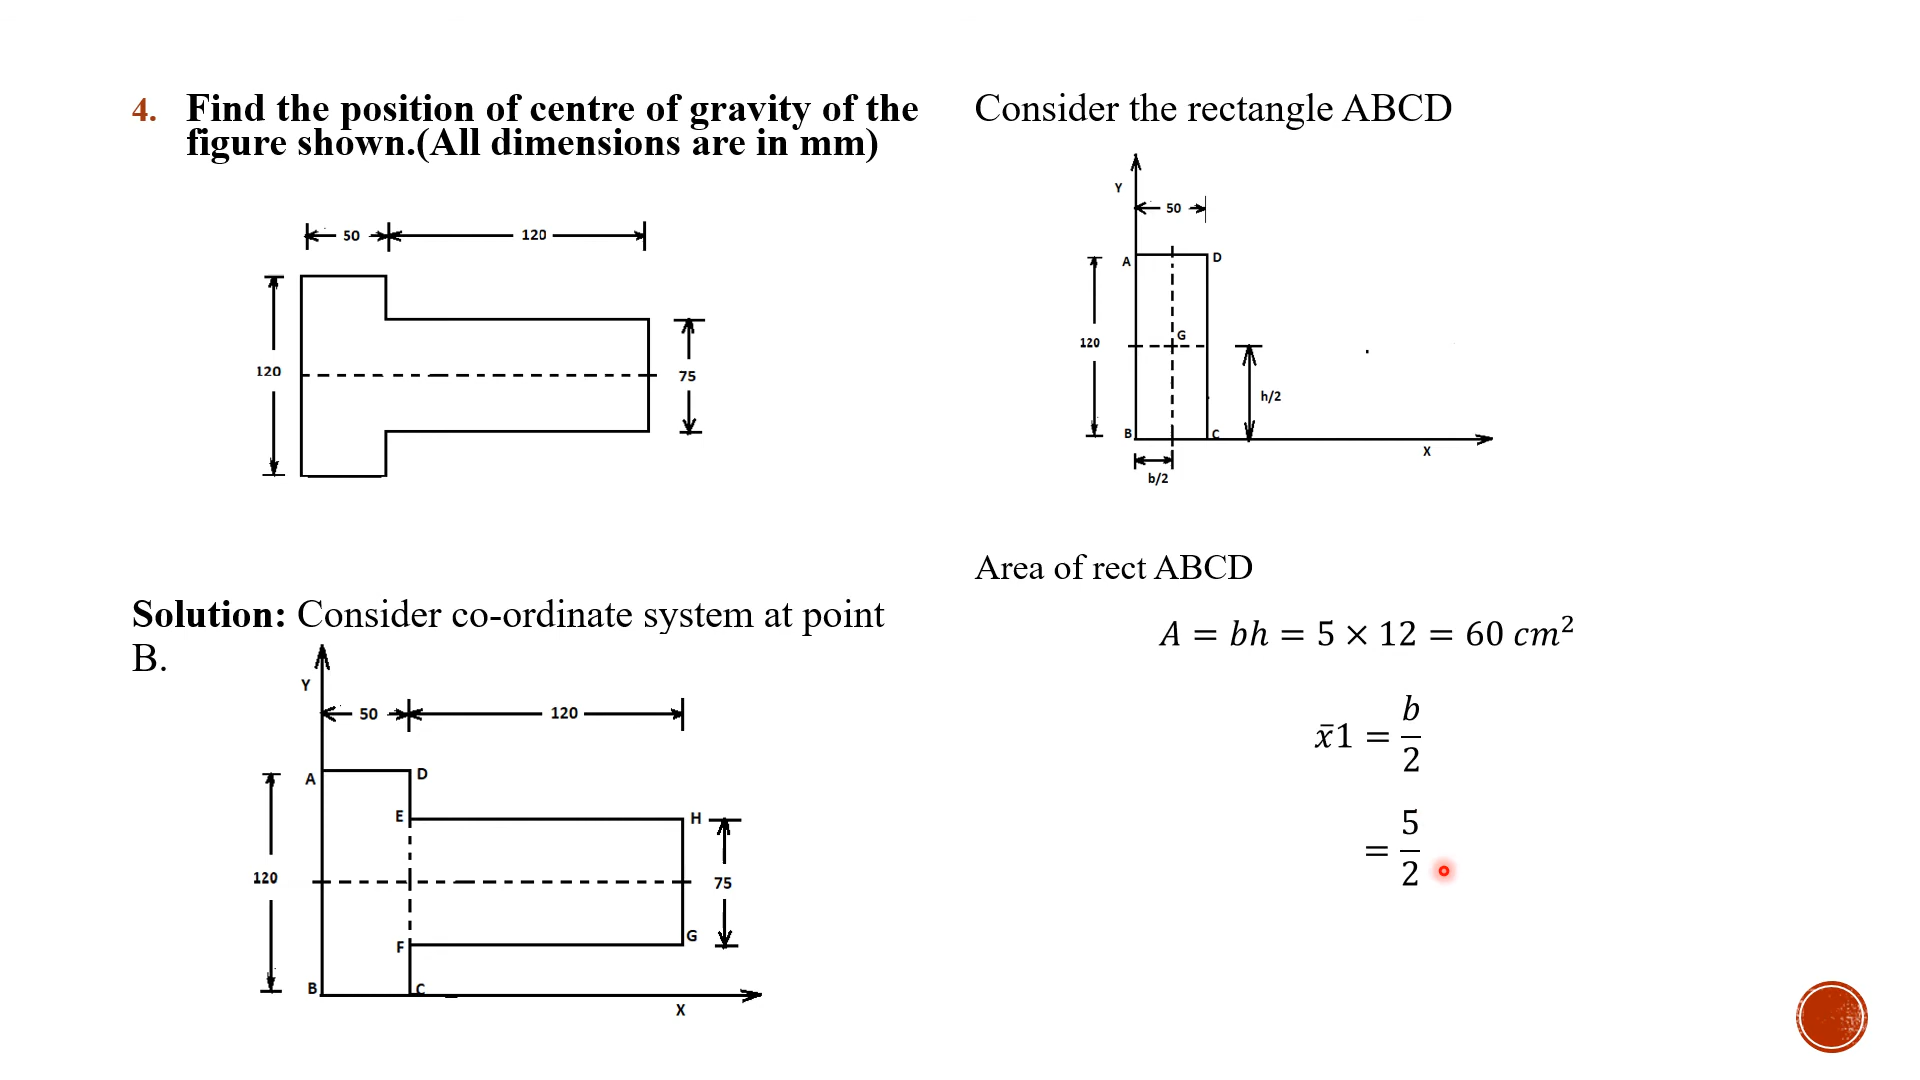 4. Find the position of centre of gravity of the
figure shown.(All dimensions are in mm)
50
120
120
75
Solution: Consider co-ordinate system at point
B.
Y
50
120
A
D
E
H
120
75
F
G
B
C
X
Consider the rectangle ABCD
Y
50
A
D
G
120
h/2
B
C
X
b/2
Area of rect ABCD
A = bh = 5 × 12 = 60 cm²
x̄1 = b/2
= 5/2